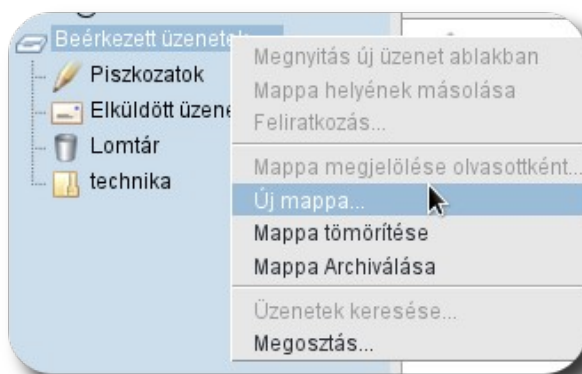 Beérkezett üzenetek
Piszkozatok
Elküldött üzene
Lomtár
technika
Megnyitás új üzenet ablakban
Mappa helyének másolása
Feliratkozás...
Mappa megjelölése olvasottként...
Új mappa...
Mappa tömörítése
Mappa Archiválása
Üzenetek keresése...
Megosztás...